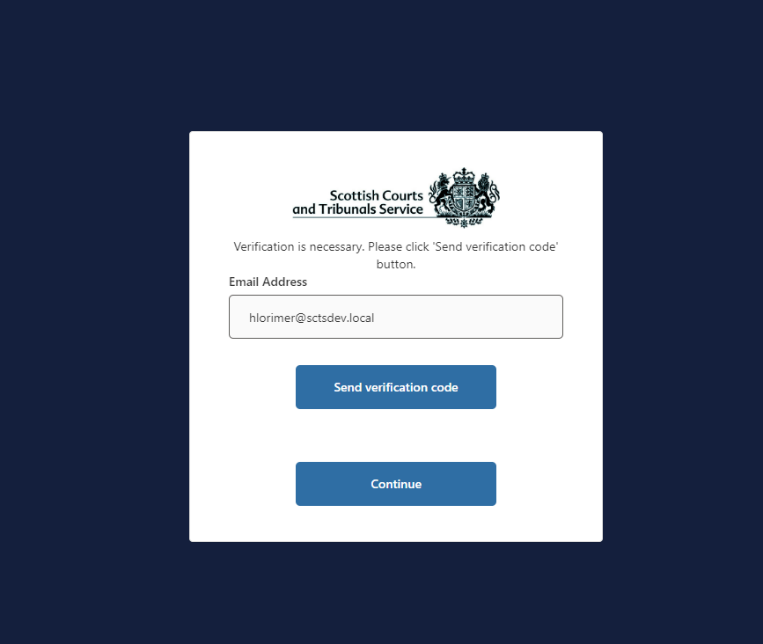 Scottish Courts
and Tribunals Service
Verification is necessary. Please click 'Send verification code'
button.
Email Address
hlorimer@sctsdev.local
Send verification code
Continue